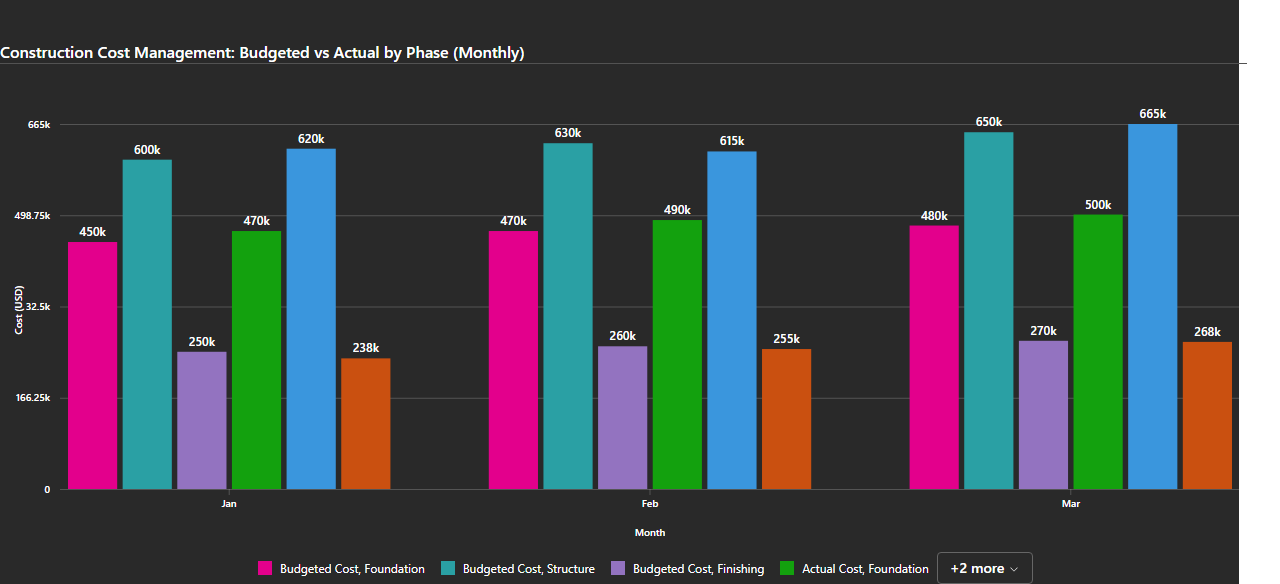 Construction Cost Management: Budgeted vs Actual by Phase (Monthly)
665k
498.75k
32.5k
166.25k
0
Cost (USD)
450k
600k
250k
470k
620k
238k
470k
630k
260k
490k
615k
255k
480k
650k
270k
500k
665k
268k
Jan
Feb
Mar
Month
Budgeted Cost, Foundation
Budgeted Cost, Structure
Budgeted Cost, Finishing
Actual Cost, Foundation
+2 more